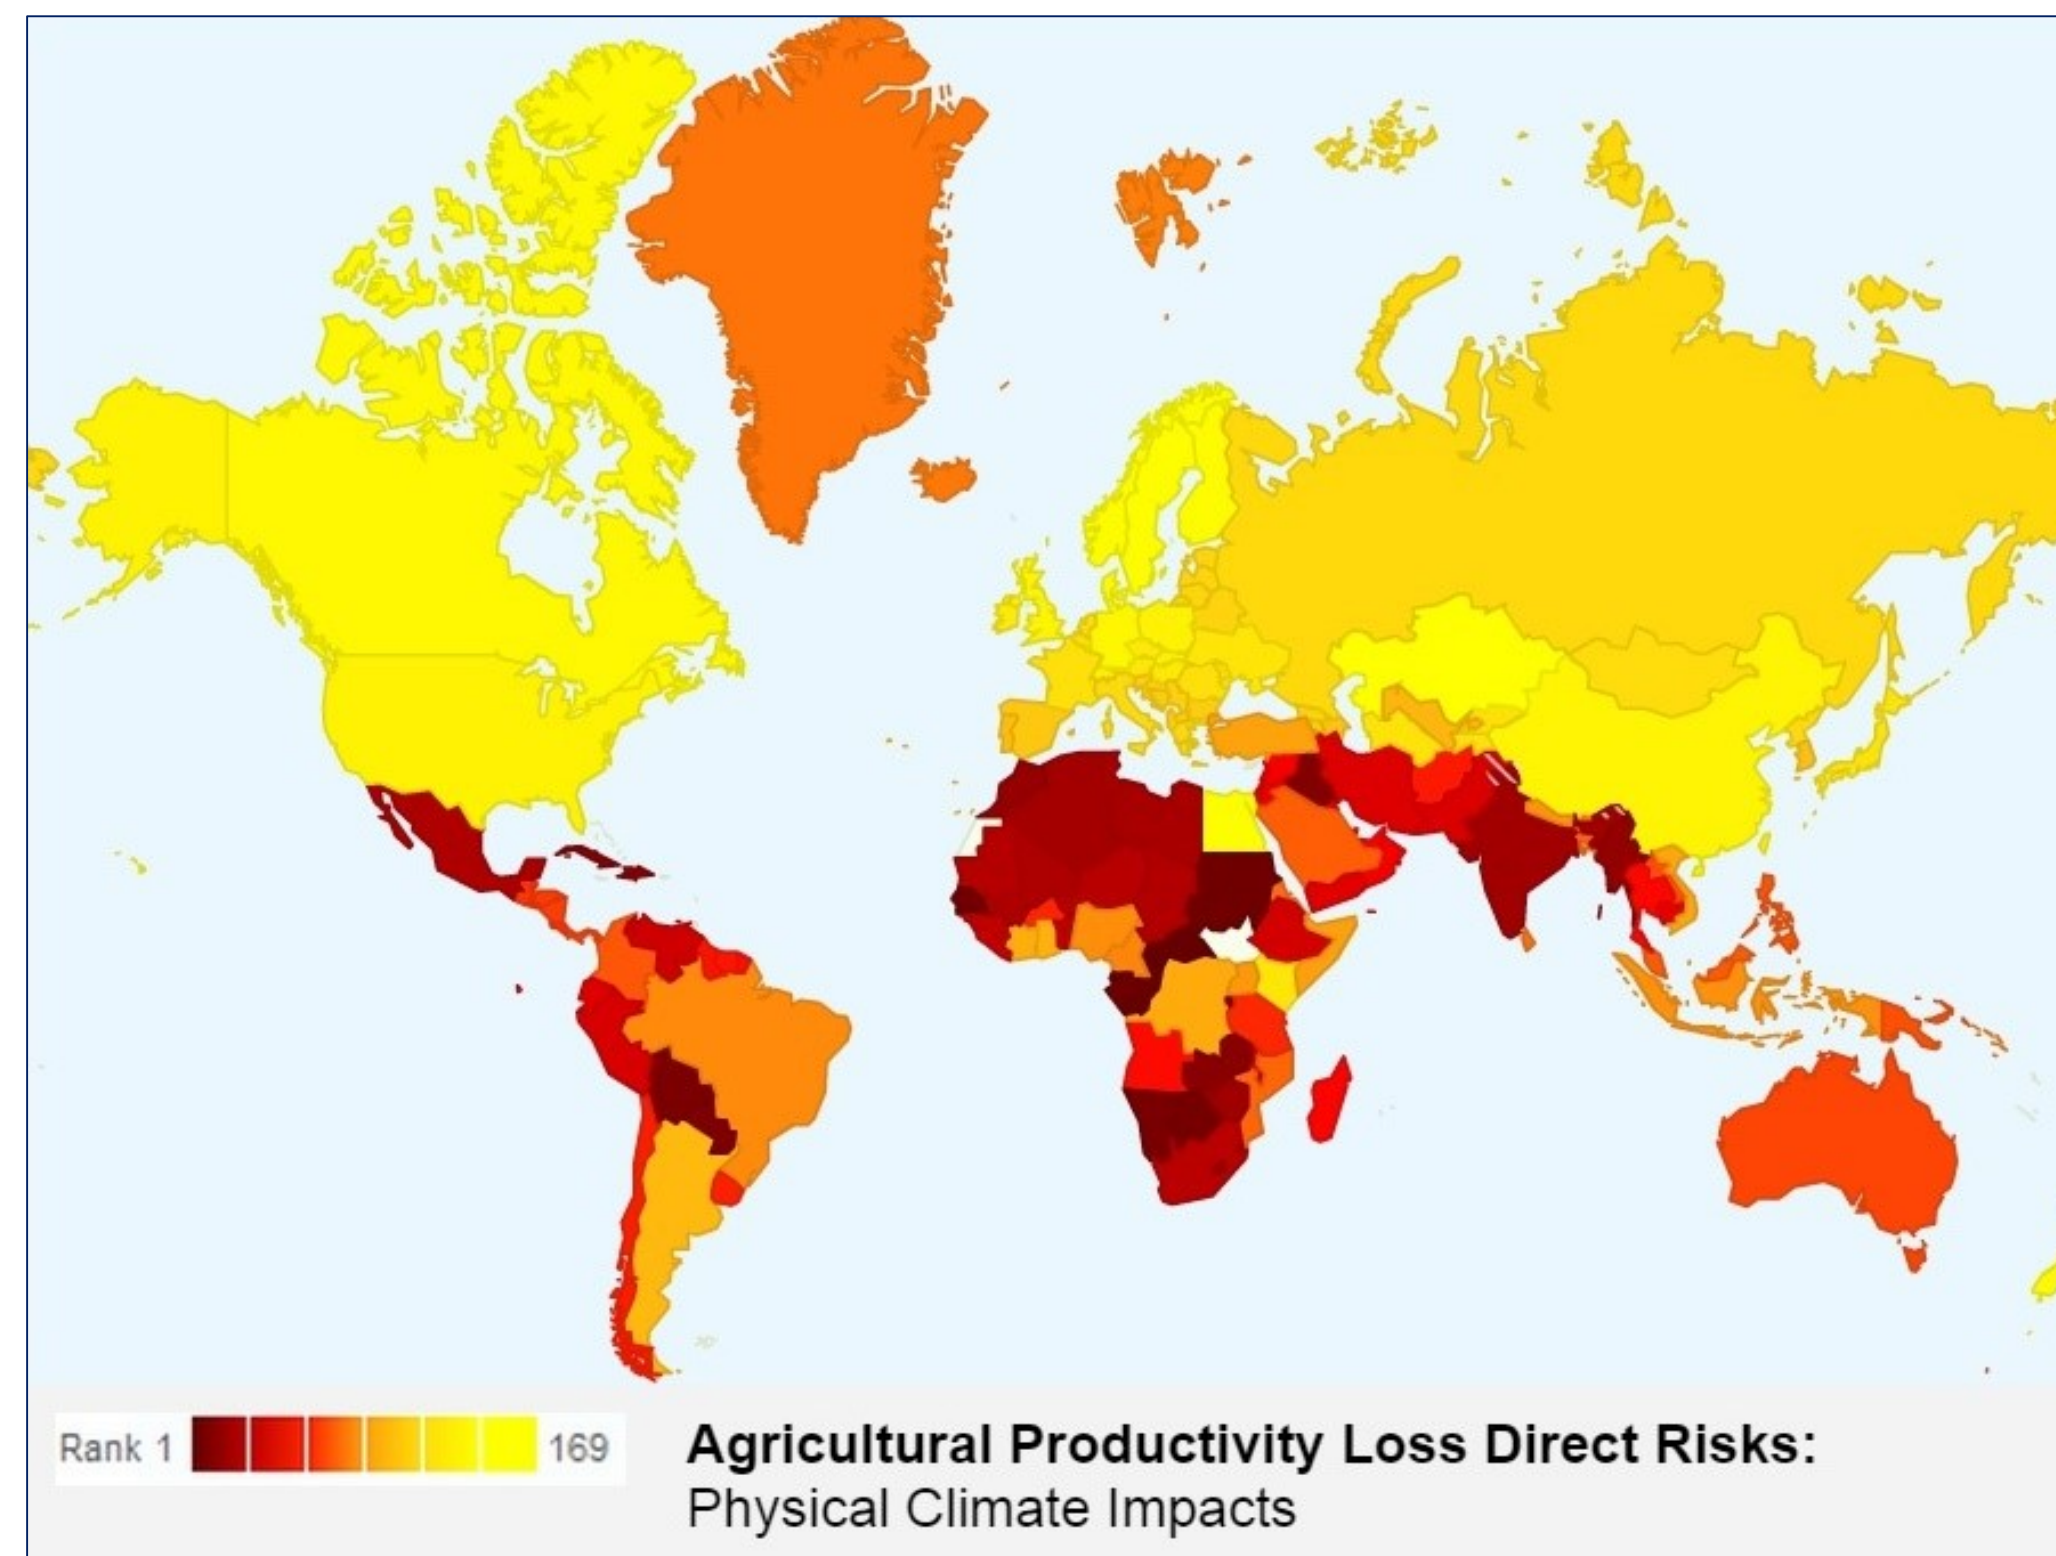 Rank 1
169
Agricultural Productivity Loss Direct Risks:
Physical Climate Impacts